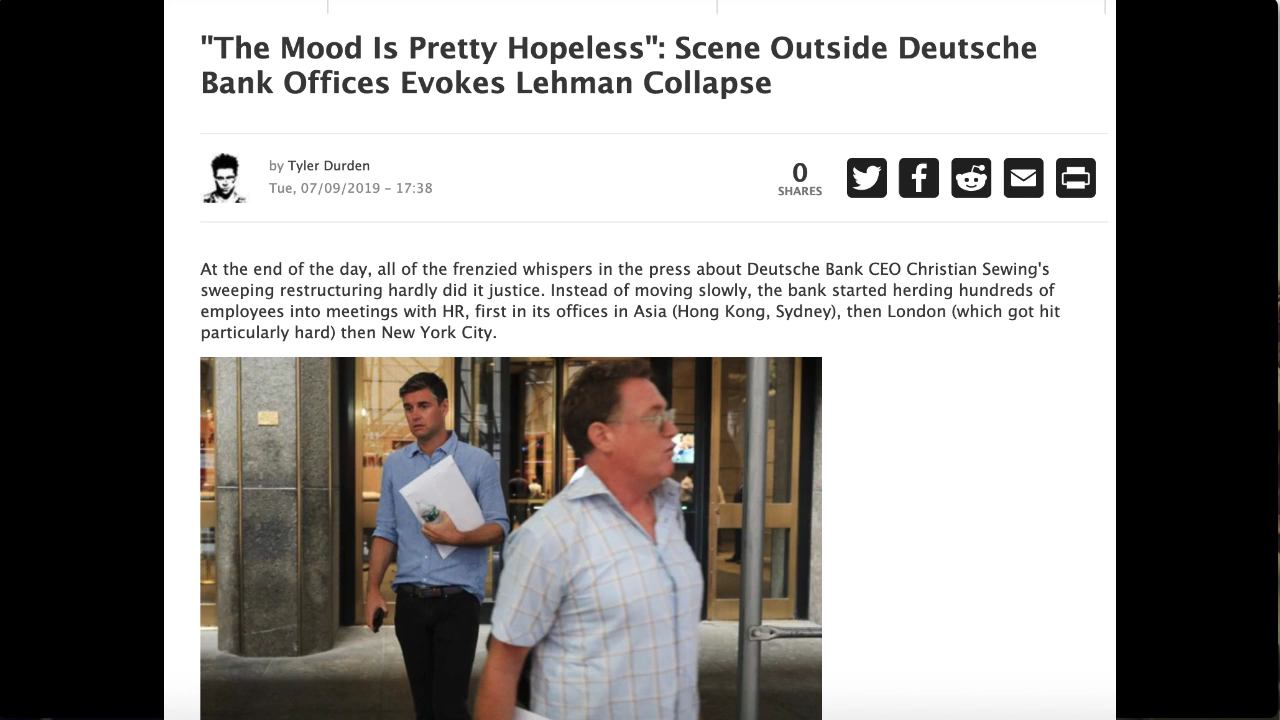 "The Mood Is Pretty Hopeless": Scene Outside Deutsche
Bank Offices Evokes Lehman Collapse
by Tyler Durden
Tue, 07/09/2019 – 17:38
0
SHARES
At the end of the day, all of the frenzied whispers in the press about Deutsche Bank CEO Christian Sewing's
sweeping restructuring hardly did it justice. Instead of moving slowly, the bank started herding hundreds of
employees into meetings with HR, first in its offices in Asia (Hong Kong, Sydney), then London (which got hit
particularly hard) then New York City.